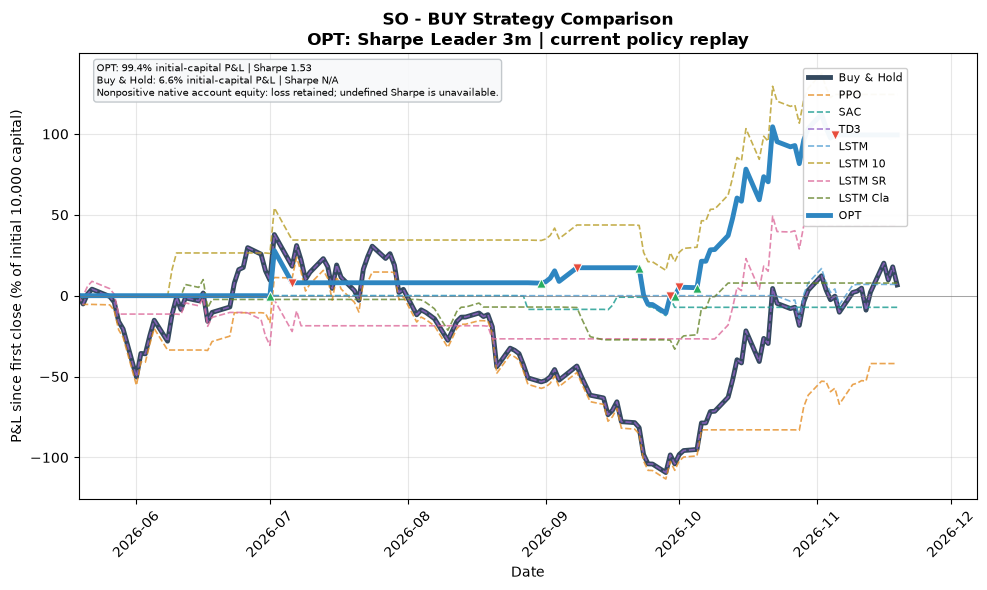 SO - BUY Strategy Comparison
OPT: Sharpe Leader 3m | current policy replay
OPT: 99.4% initial-capital P&L | Sharpe 1.53
Buy & Hold: 6.6% initial-capital P&L | Sharpe N/A
Nonpositive native account equity: loss retained; undefined Sharpe is unavailable.
Buy & Hold
PPO
SAC
TD3
LSTM
LSTM 10
LSTM SR
LSTM Cla
OPT
P&L since first close (% of initial 10,000 capital)
100
50
0
−50
−100
2026-06
2026-07
2026-08
2026-09
2026-10
2026-11
2026-12
Date